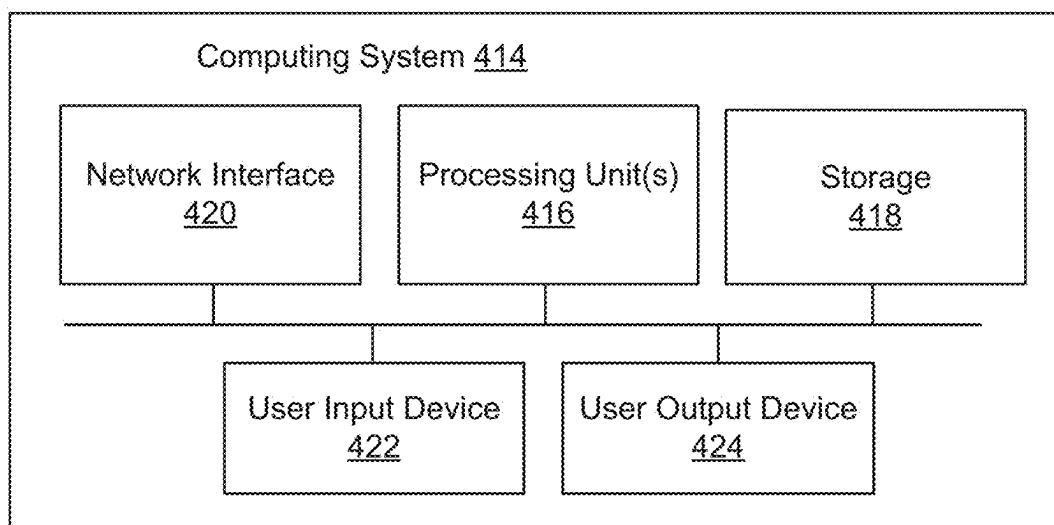 Computing System 414
Network Interface
420
Processing Unit(s)
416
Storage
418
User Input Device
422
User Output Device
424